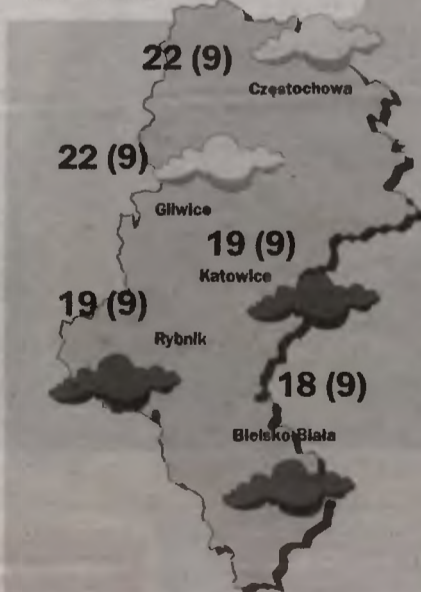 22 (9)
Częstochowa
22 (9)
Gliwice
19 (9)
Katowice
19 (9)
Rybnik
18 (9)
Bielsko-Biała